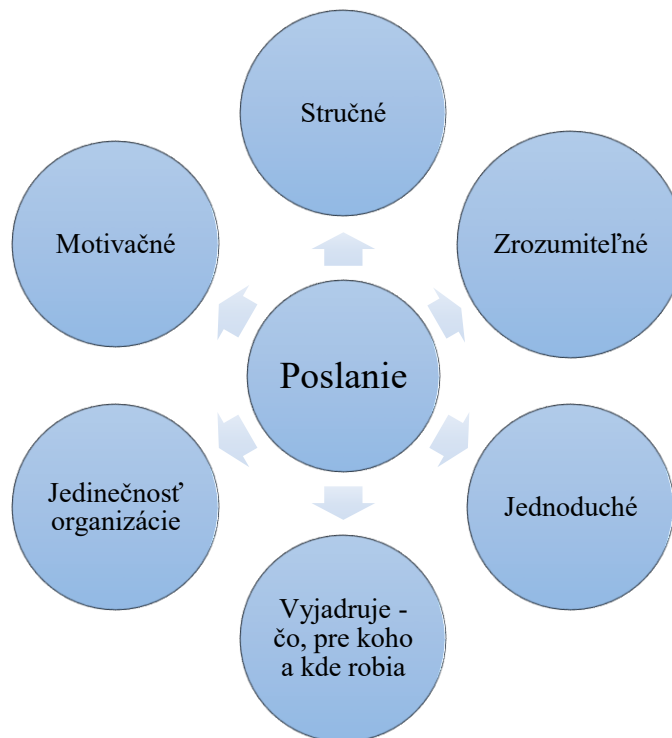 Stručné
Motivačné
Zrozumiteľné
Poslanie
Jedinečnosť
organizácie
Jednoduché
Vyjadruje -
čo, pre koho
a kde robia